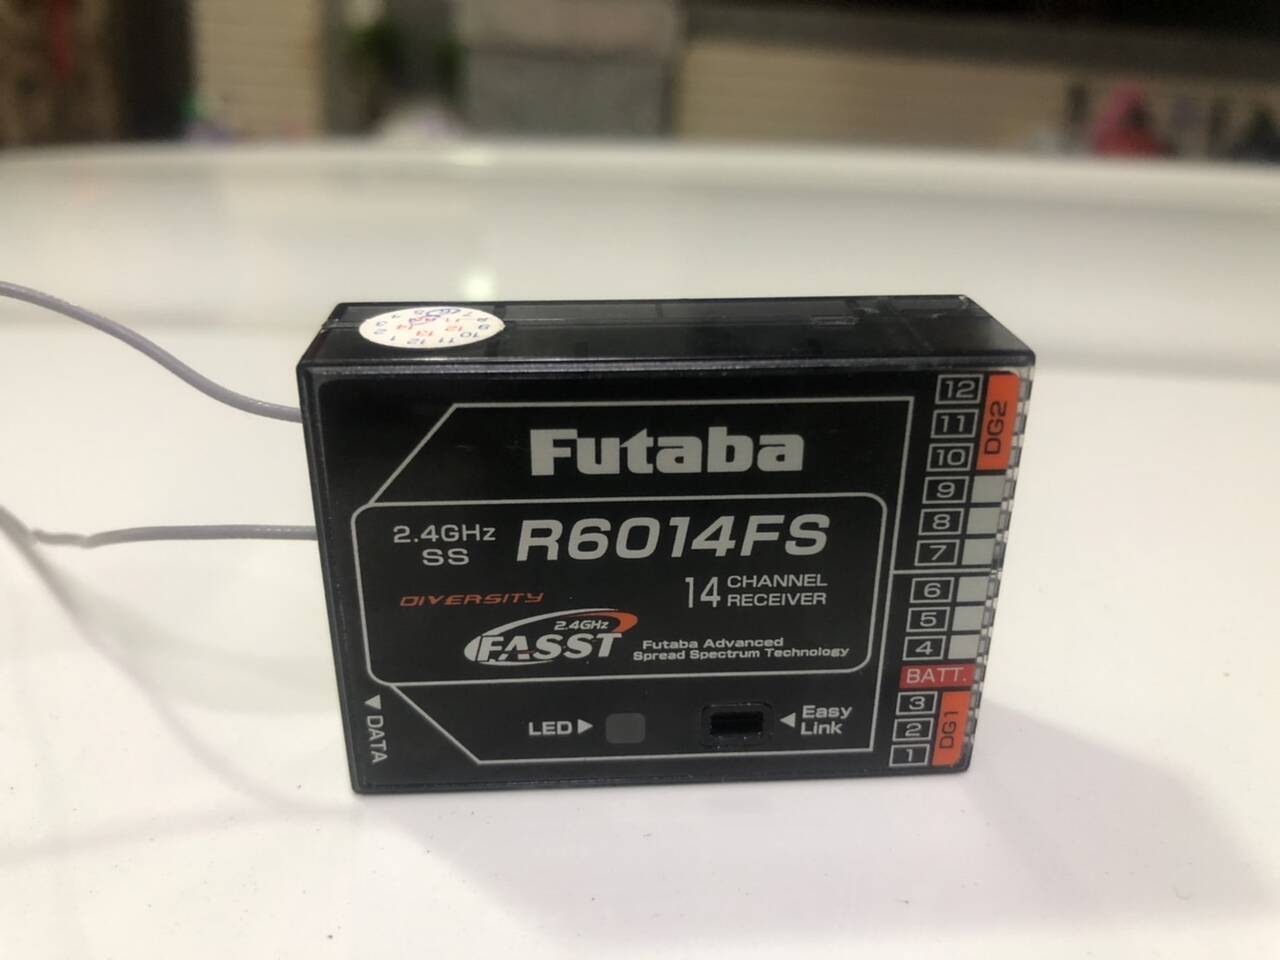 Futaba
2.4GHz
SS
R6014FS
DIVERSITY
14 CHANNEL
RECEIVER
2.4GHz
FASST
Futaba Advanced
Spread Spectrum Technology
LED▶
◀Easy
Link
▼DATA
12
11
10
DG2
9
8
7
6
5
4
BATT.
3
2
1
DG1